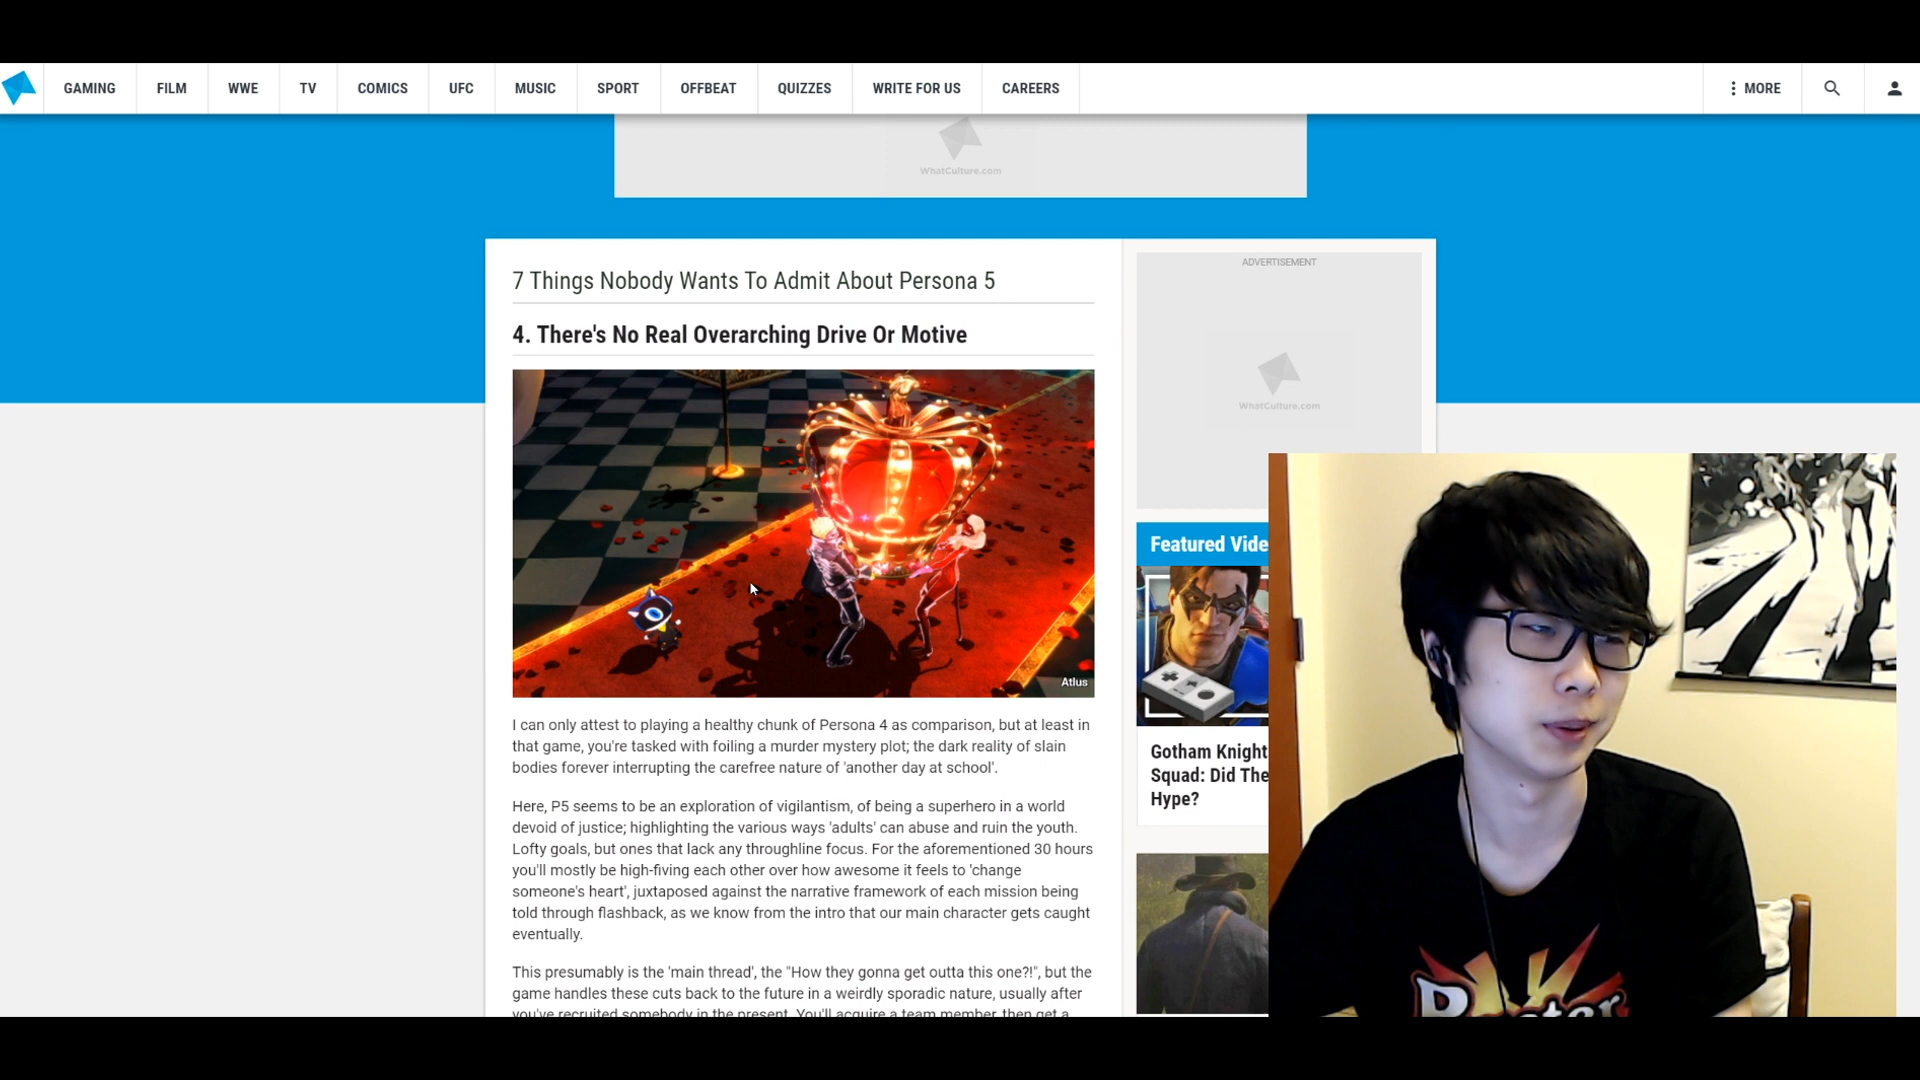 GAMING FILM WWE TV COMICS UFC MUSIC SPORT OFFBEAT QUIZZES WRITE FOR US CAREERS MORE
WhatCulture.com
7 Things Nobody Wants To Admit About Persona 5
4. There's No Real Overarching Drive Or Motive
Atlus
I can only attest to playing a healthy chunk of Persona 4 as comparison, but at least in
that game, you're tasked with foiling a murder mystery plot; the dark reality of slain
bodies forever interrupting the carefree nature of 'another day at school'.
Here, P5 seems to be an exploration of vigilantism, of being a superhero in a world
devoid of justice; highlighting the various ways 'adults' can abuse and ruin the youth.
Lofty goals, but ones that lack any throughline focus. For the aforementioned 30 hours
you'll mostly be high-fiving each other over how awesome it feels to 'change
someone's heart', juxtaposed against the narrative framework of each mission being
told through flashback, as we know from the intro that our main character gets caught
eventually.
This presumably is the 'main thread', the "How they gonna get outta this one?!", but the
game handles these cuts back to the future in a weirdly sporadic nature, usually after
you've recruited somebody in the present. You'll acquire a team member, then get a
ADVERTISEMENT
WhatCulture.com
Featured Vide
Gotham Knight
Squad: Did The
Hype?